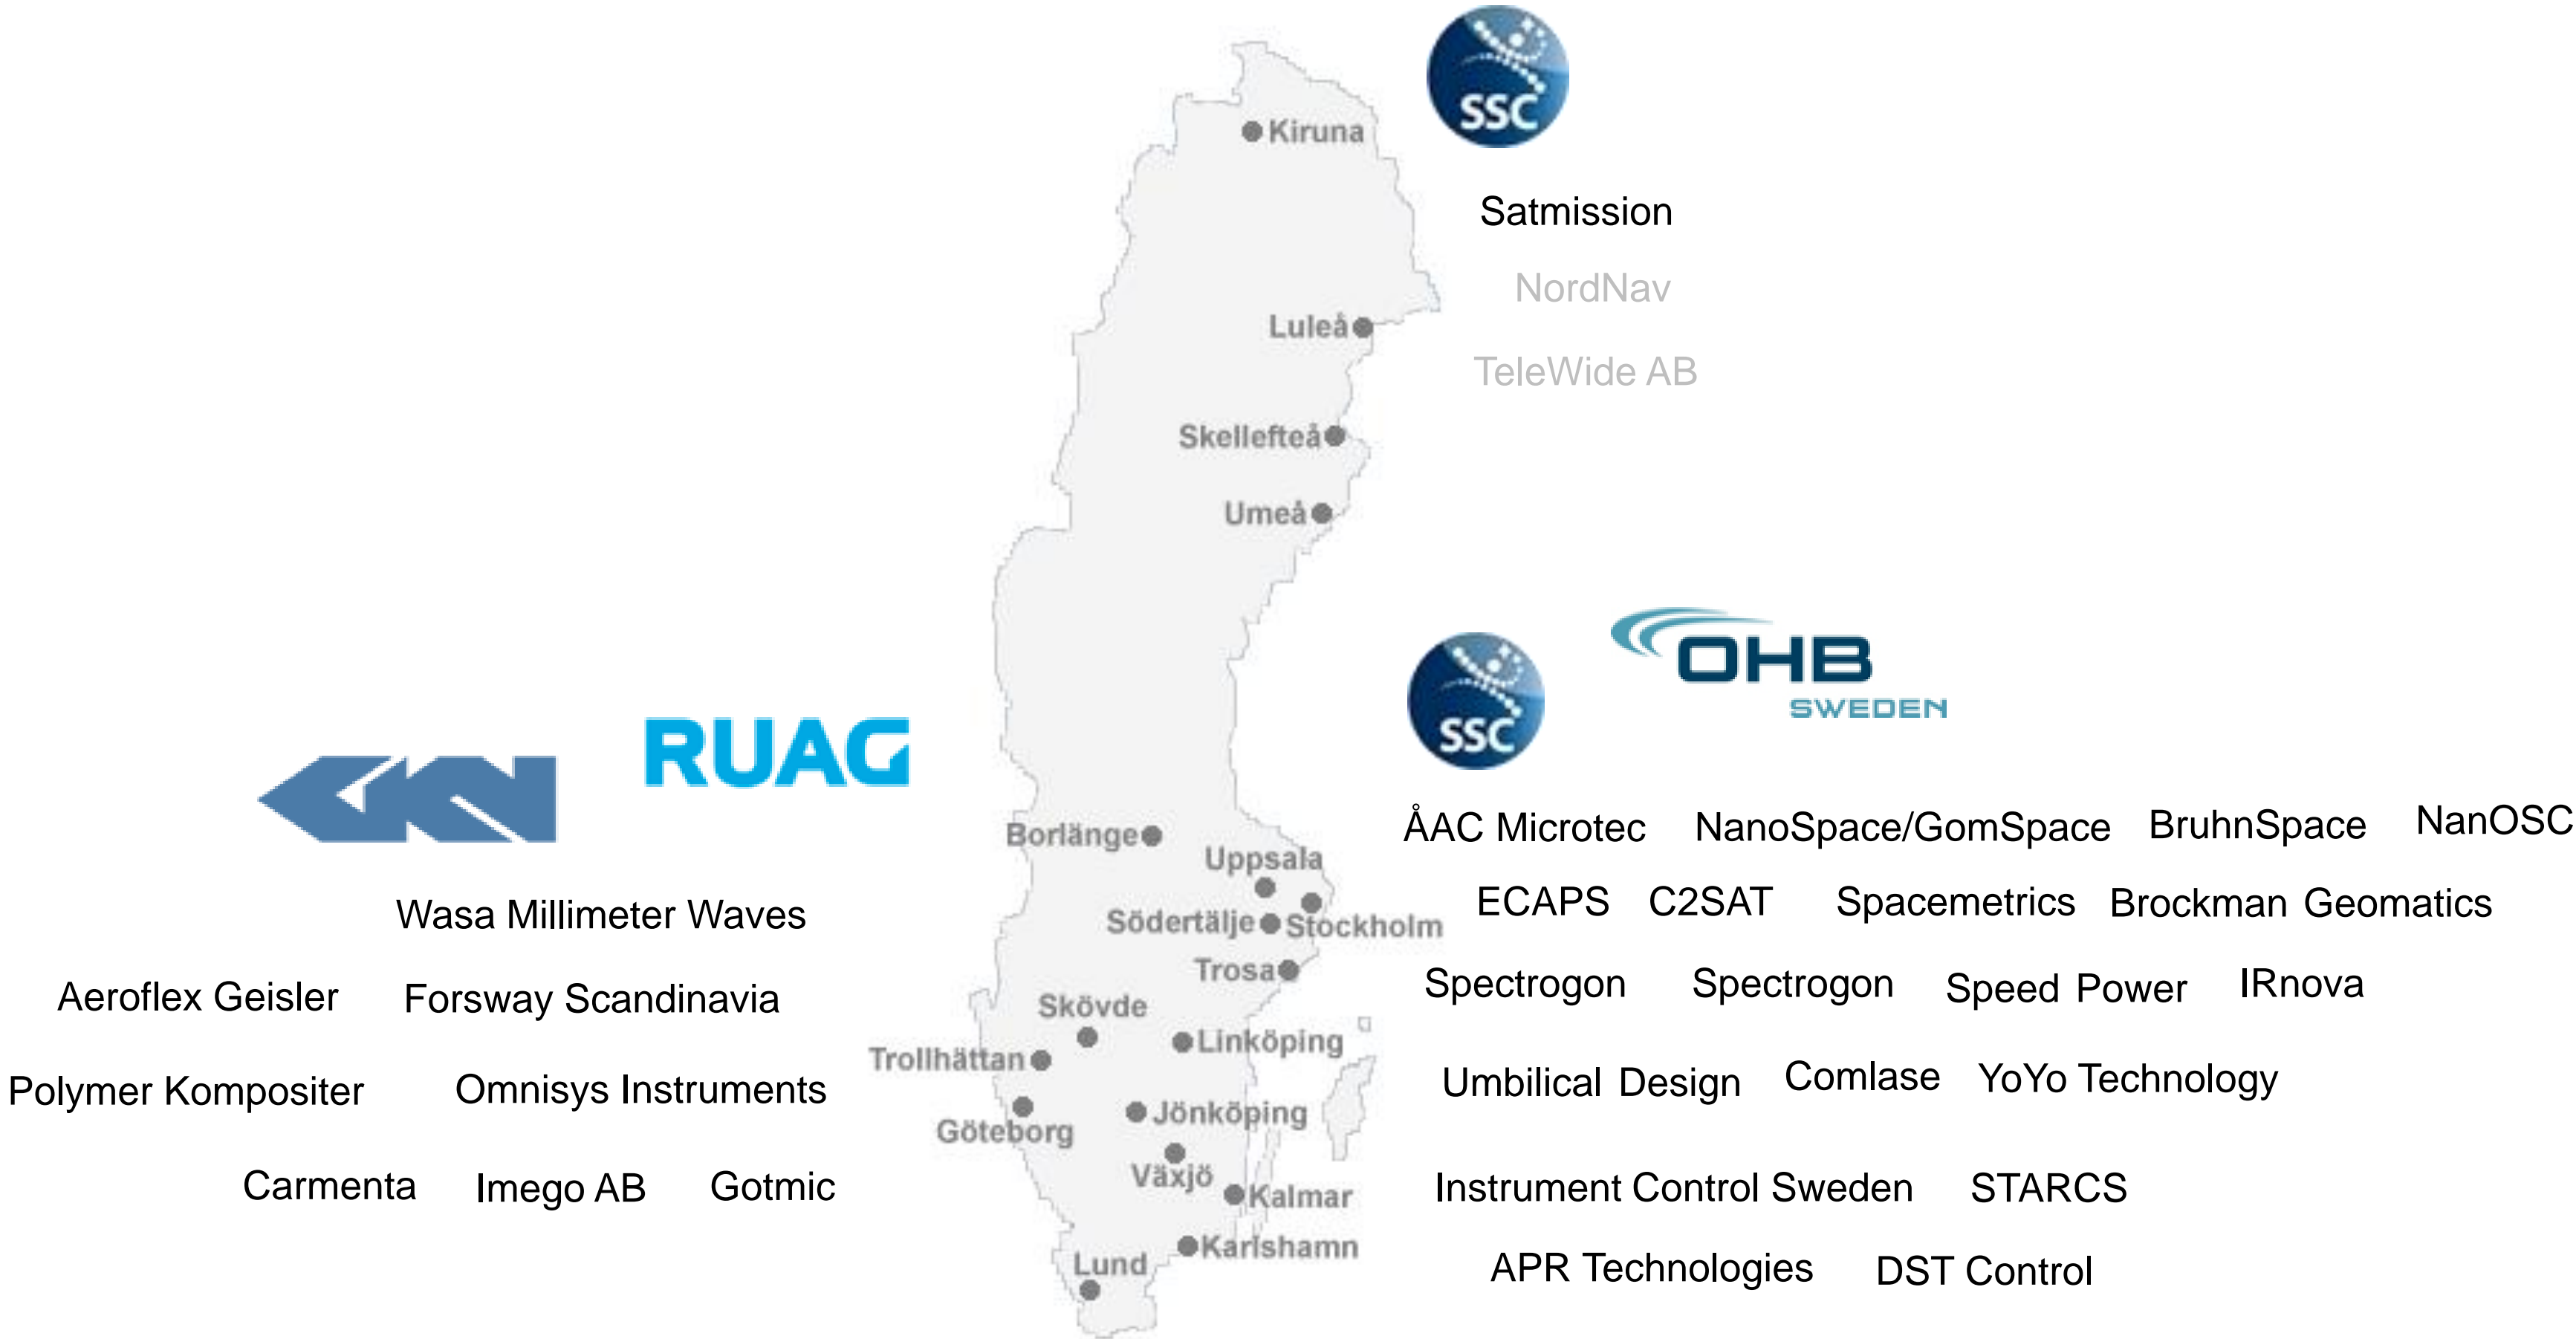 SSC
Kiruna
Satmission
NordNav
Luleå
TeleWide AB
Skellefteå
Umeå
OHB
SWEDEN
SSC
RUAG
GKN
Borlänge
Uppsala
Södertälje
Stockholm
Trosa
Skövde
Linköping
Trollhättan
Jönköping
Göteborg
Växjö
Kalmar
Karlshamn
Lund
Wasa Millimeter Waves
Aeroflex Geisler Forsway Scandinavia
Polymer Kompositer Omnisys Instruments
Carmenta Imego AB Gotmic
ÅAC Microtec NanoSpace/GomSpace BruhnSpace NanOSC
ECAPS C2SAT Spacemetrics Brockman Geomatics
Spectrogon Spectrogon Speed Power IRnova
Umbilical Design Comlase YoYo Technology
Instrument Control Sweden STARCS
APR Technologies DST Control